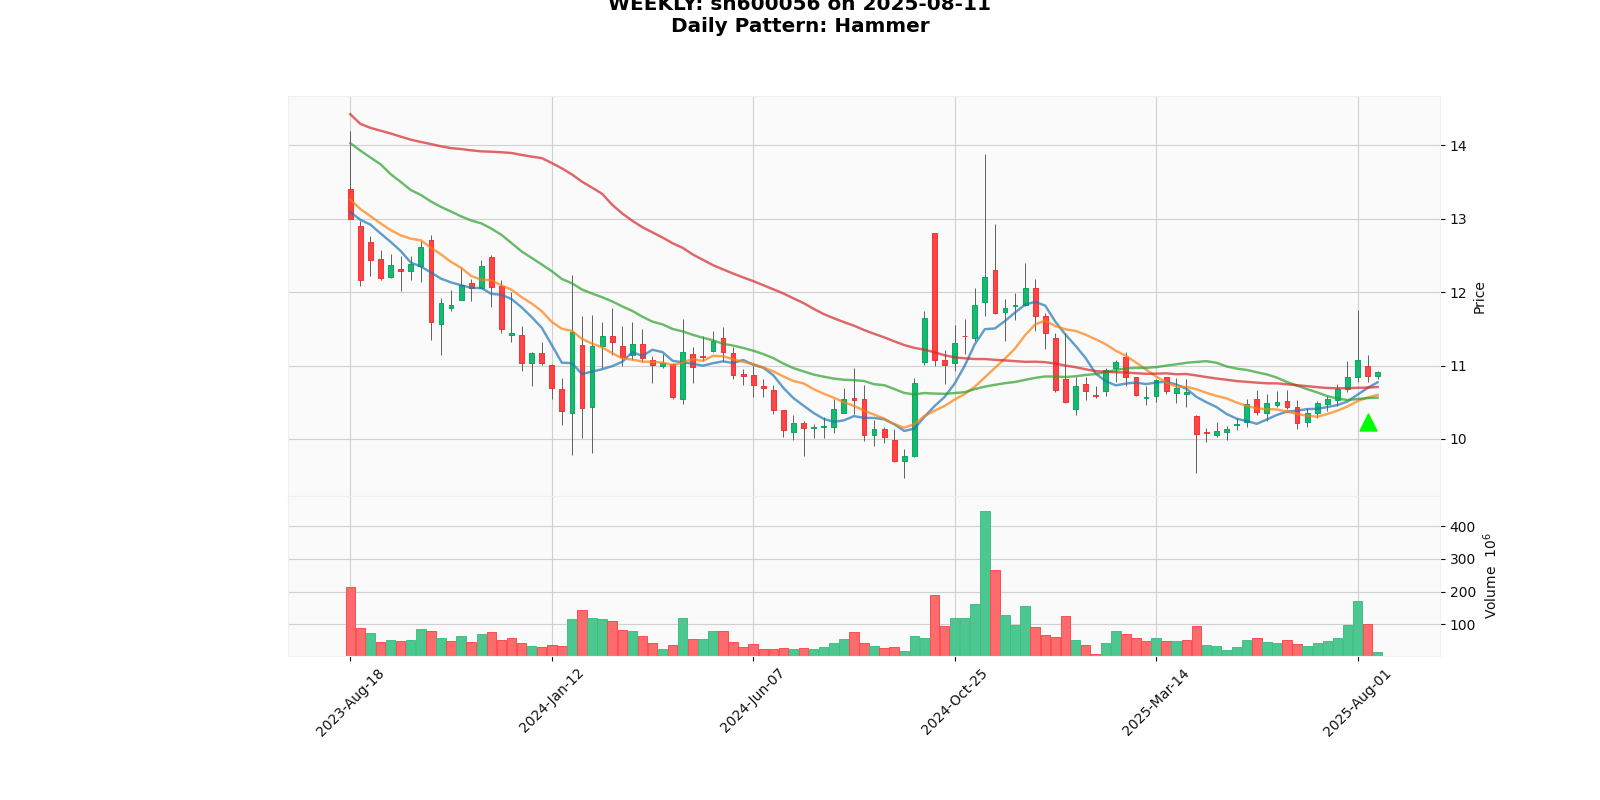 WEEKLY: sh600056 on 2025-08-11
Daily Pattern: Hammer
14
13
12
11
10
Price
400
300
200
100
Volume 10^6
2023-Aug-18
2024-Jan-12
2024-Jun-07
2024-Oct-25
2025-Mar-14
2025-Aug-01